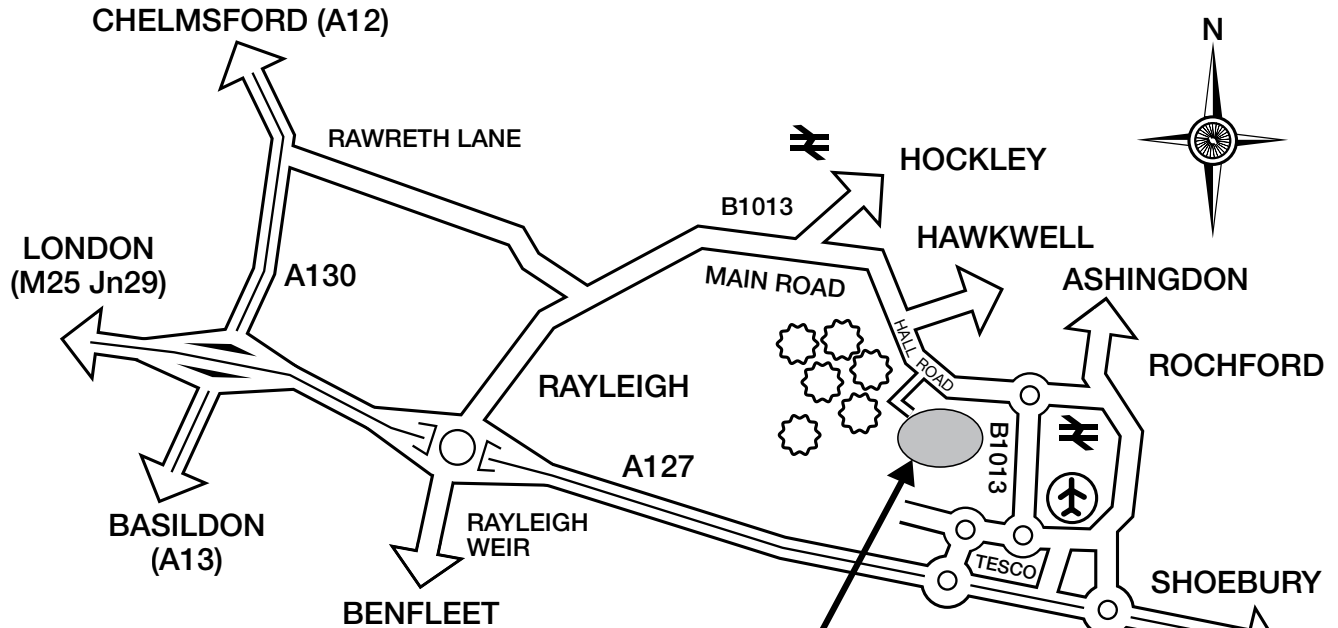 CHELMSFORD (A12)
N
RAWRETH LANE
HOCKLEY
B1013
HAWKWELL
LONDON
(M25 Jn29)
A130
MAIN ROAD
ASHINGDON
HALL ROAD
ROCHFORD
RAYLEIGH
B1013
A127
BASILDON
(A13)
RAYLEIGH
WEIR
TESCO
SHOEBURY
BENFLEET